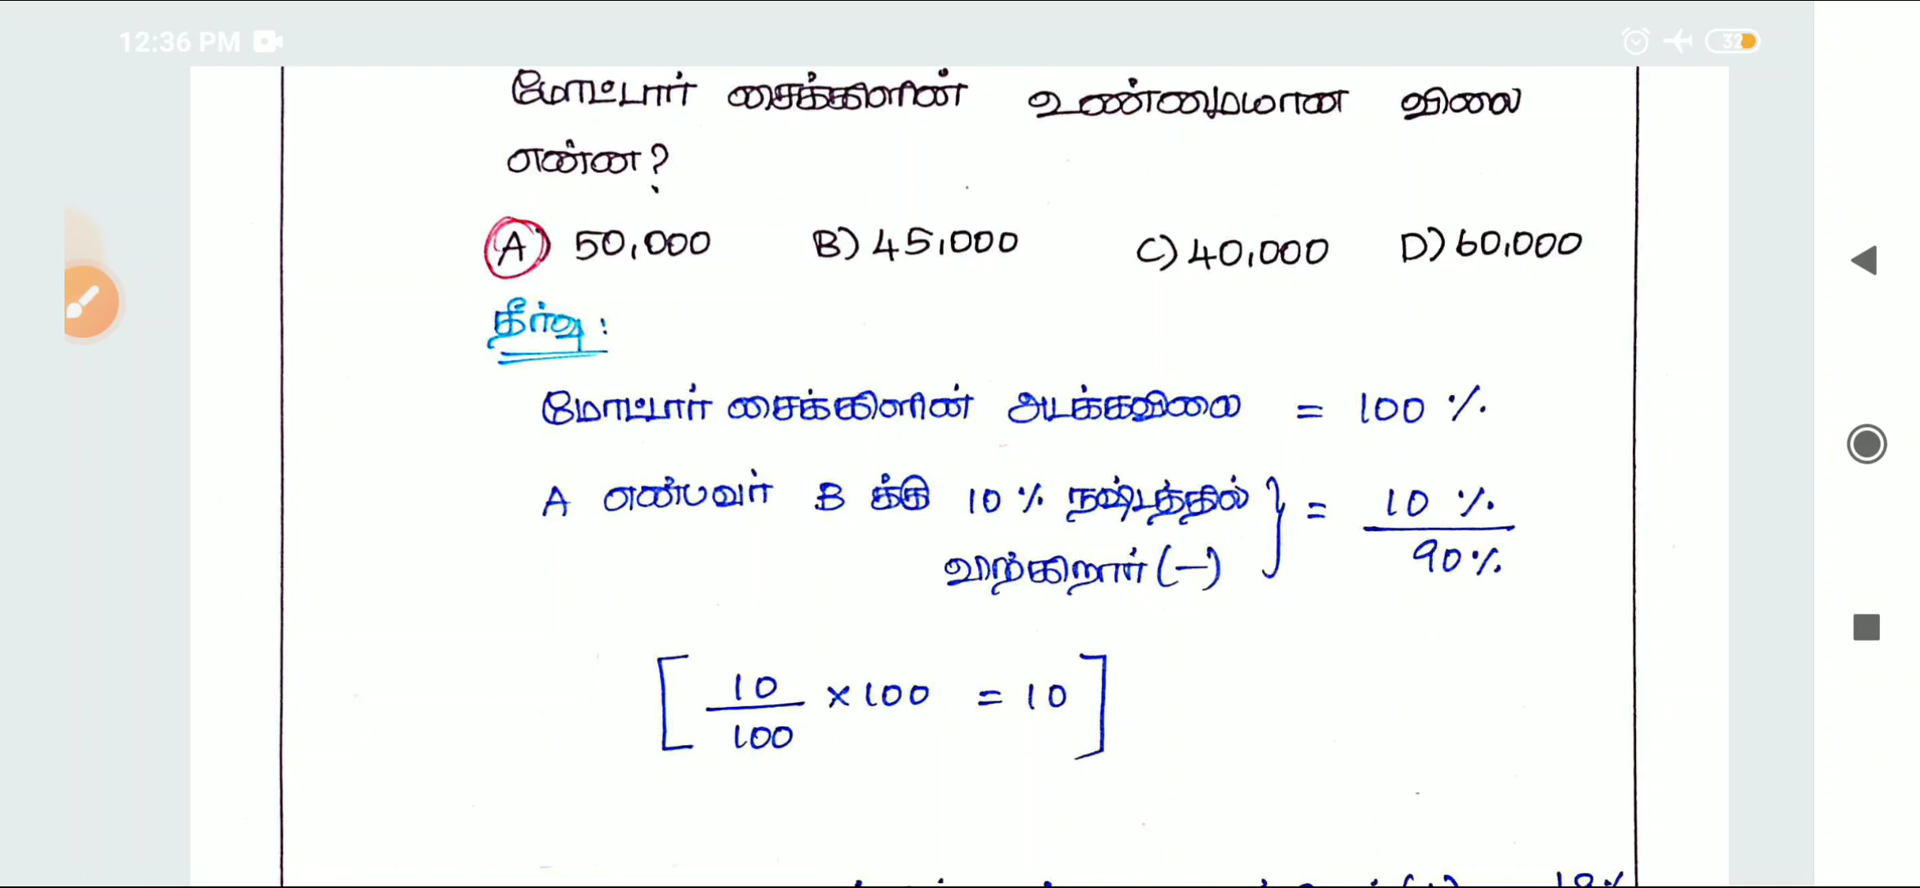 12:36 PM
32
மோட்டார் சைக்கிளின் உண்மையான விலை
என்ன?
A) 50,000 B) 45,000 C) 40,000 D) 60,000
தீர்வு :
மோட்டார் சைக்கிளின் அடக்கவிலை = 100 %
A என்பவர் B க்கு 10 % நஷ்டத்தில் } = 10 %
விற்கிறார் (-) 90%
[ 10/100 × 100 = 10 ]